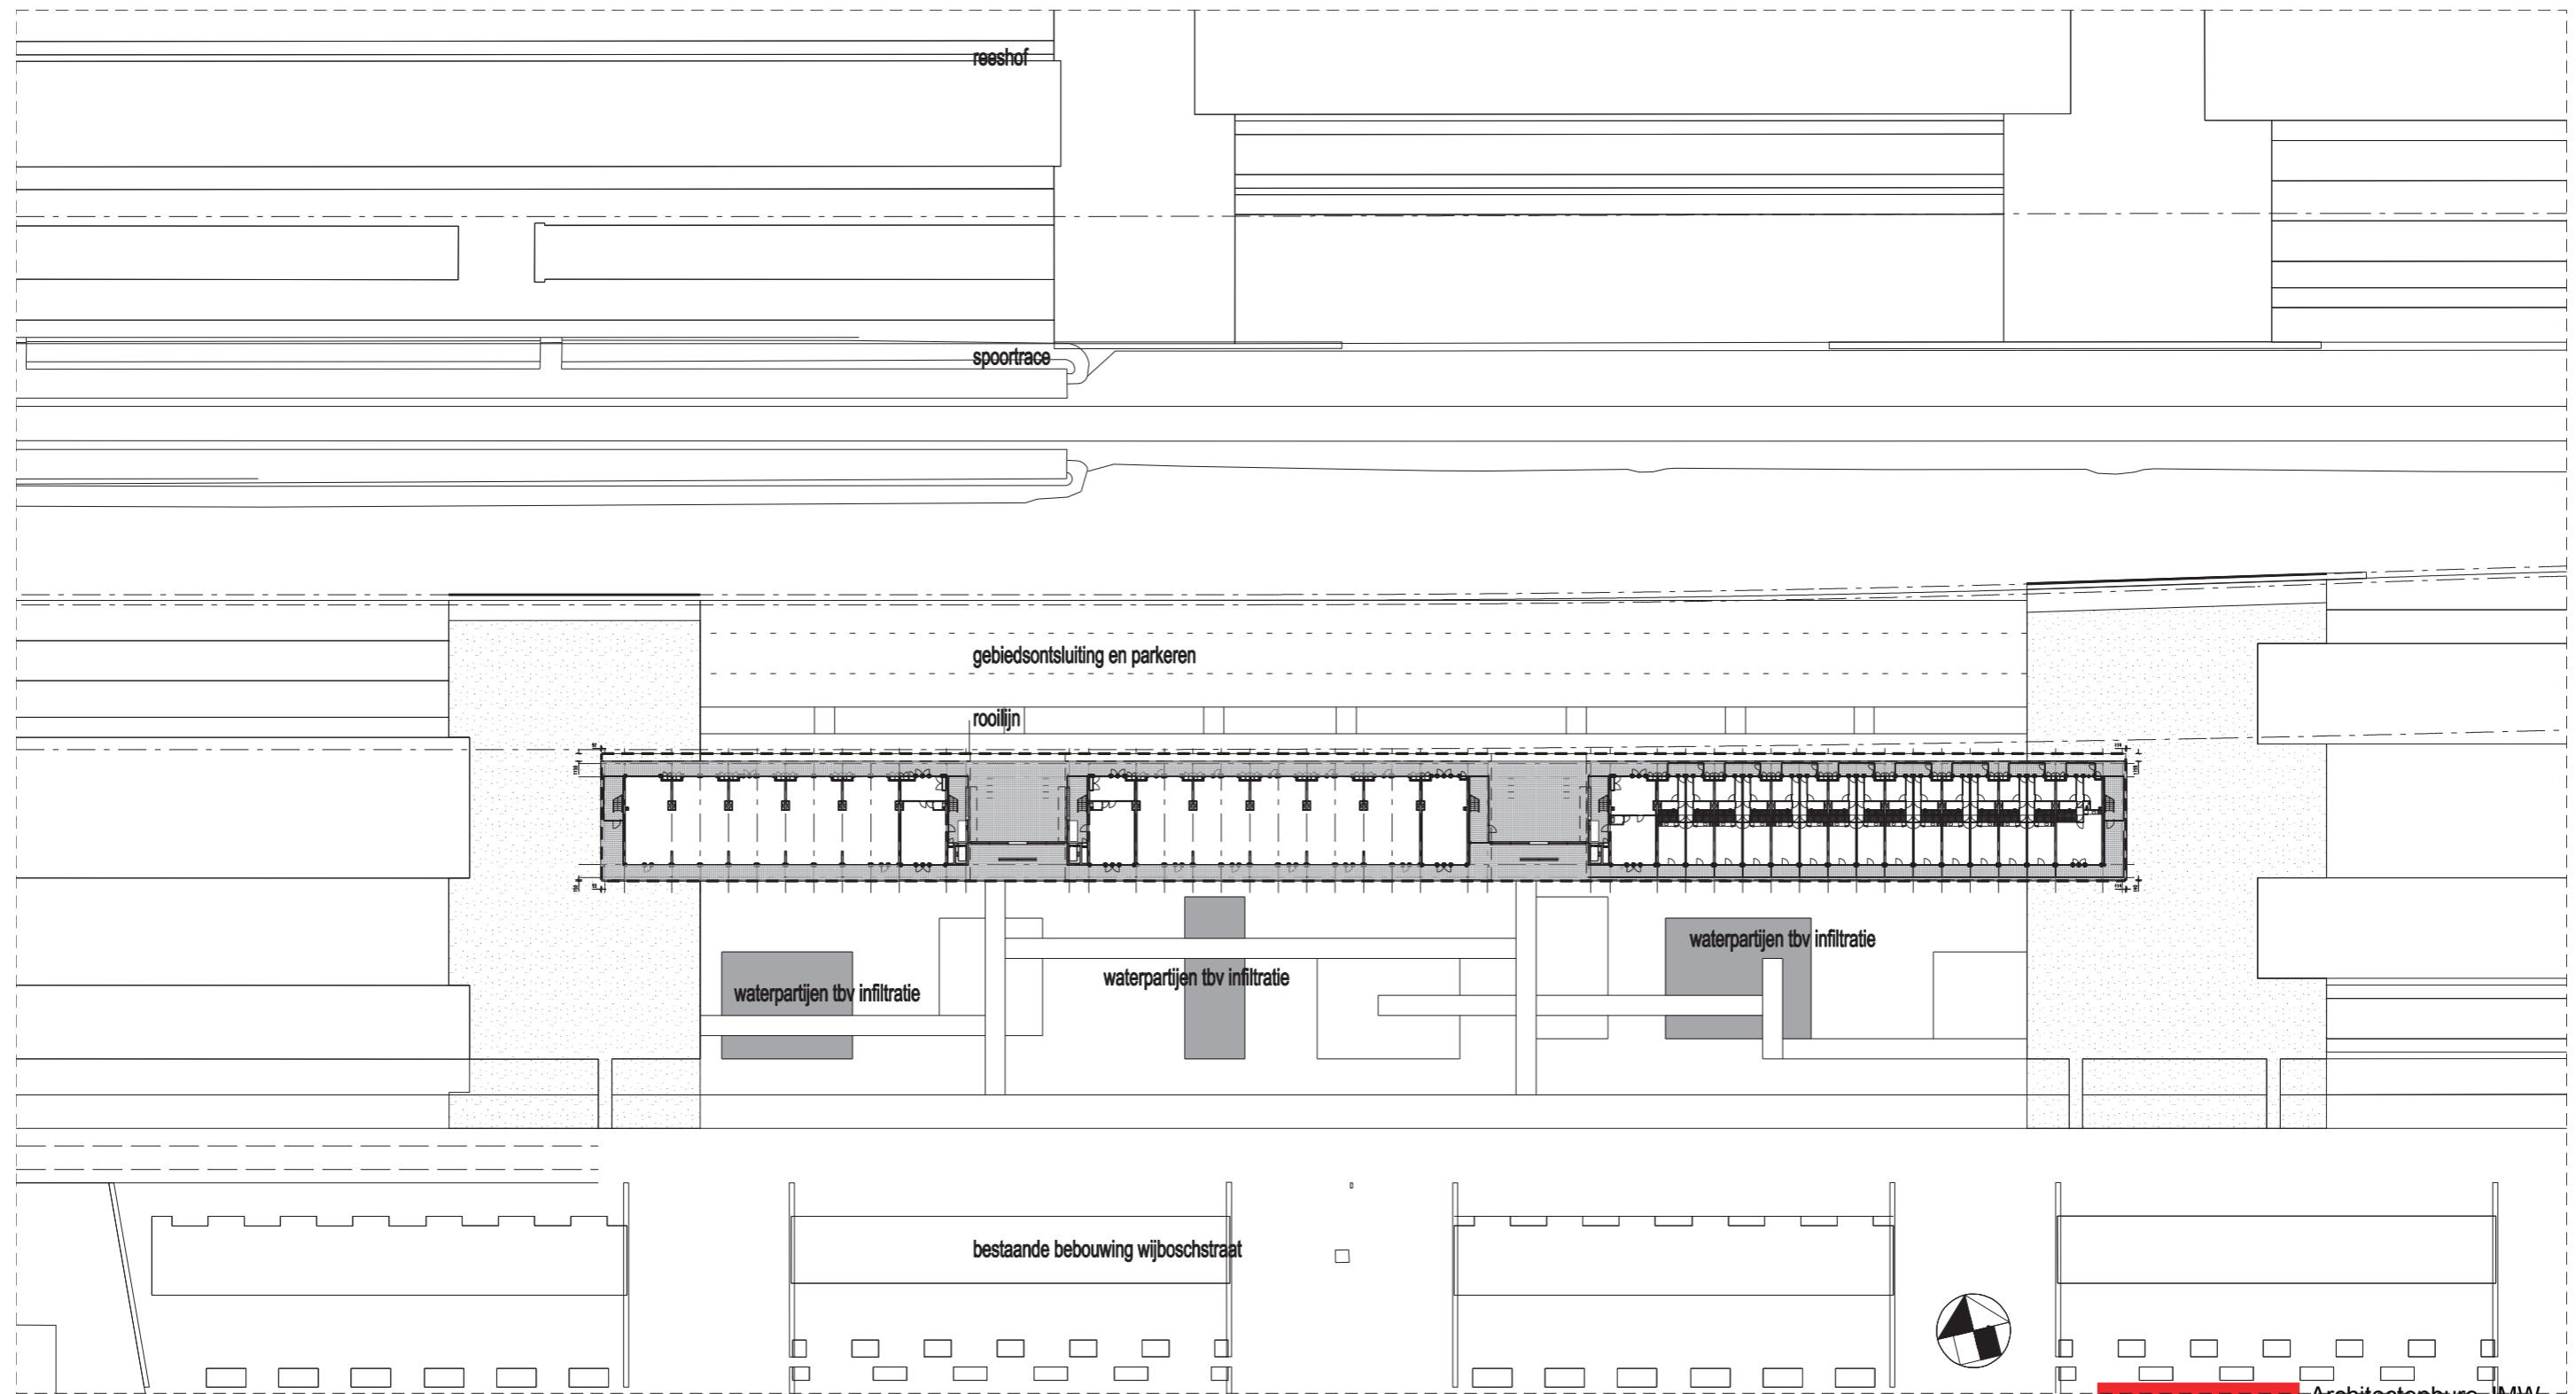 reeshof
spoortrace
gebiedsontsluiting en parkeren
rooilijn
waterpartijen tbv infiltratie
waterpartijen tbv infiltratie
waterpartijen tbv infiltratie
bestaande bebouwing wijboschstraat